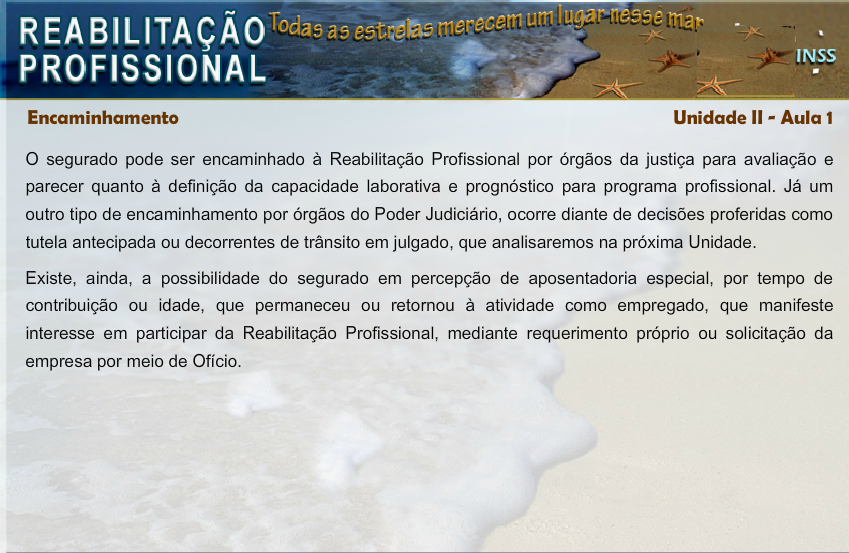 REABILITAÇÃO
PROFISSIONAL
Todas as estrelas merecem um lugar nesse mar
INSS
Encaminhamento
Unidade II - Aula 1
O segurado pode ser encaminhado à Reabilitação Profissional por órgãos da justiça para avaliação e
parecer quanto à definição da capacidade laborativa e prognóstico para programa profissional. Já um
outro tipo de encaminhamento por órgãos do Poder Judiciário, ocorre diante de decisões proferidas como
tutela antecipada ou decorrentes de trânsito em julgado, que analisaremos na próxima Unidade.
Existe, ainda, a possibilidade do segurado em percepção de aposentadoria especial, por tempo de
contribuição ou idade, que permaneceu ou retornou à atividade como empregado, que manifeste
interesse em participar da Reabilitação Profissional, mediante requerimento próprio ou solicitação da
empresa por meio de Ofício.